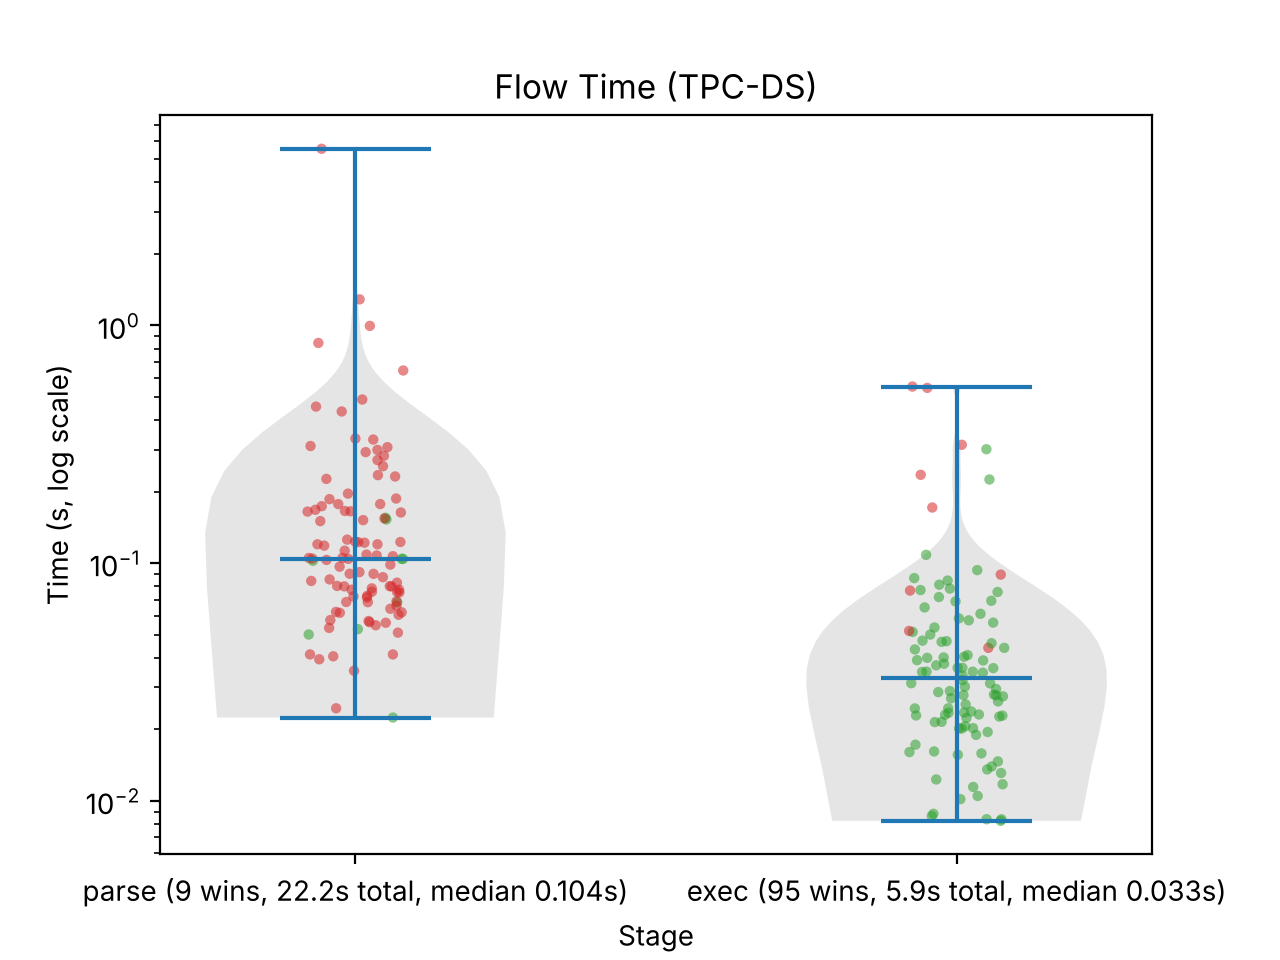 Flow Time (TPC-DS)
Time (s, log scale)
10⁰
10⁻¹
10⁻²
parse (9 wins, 22.2s total, median 0.104s)
exec (95 wins, 5.9s total, median 0.033s)
Stage